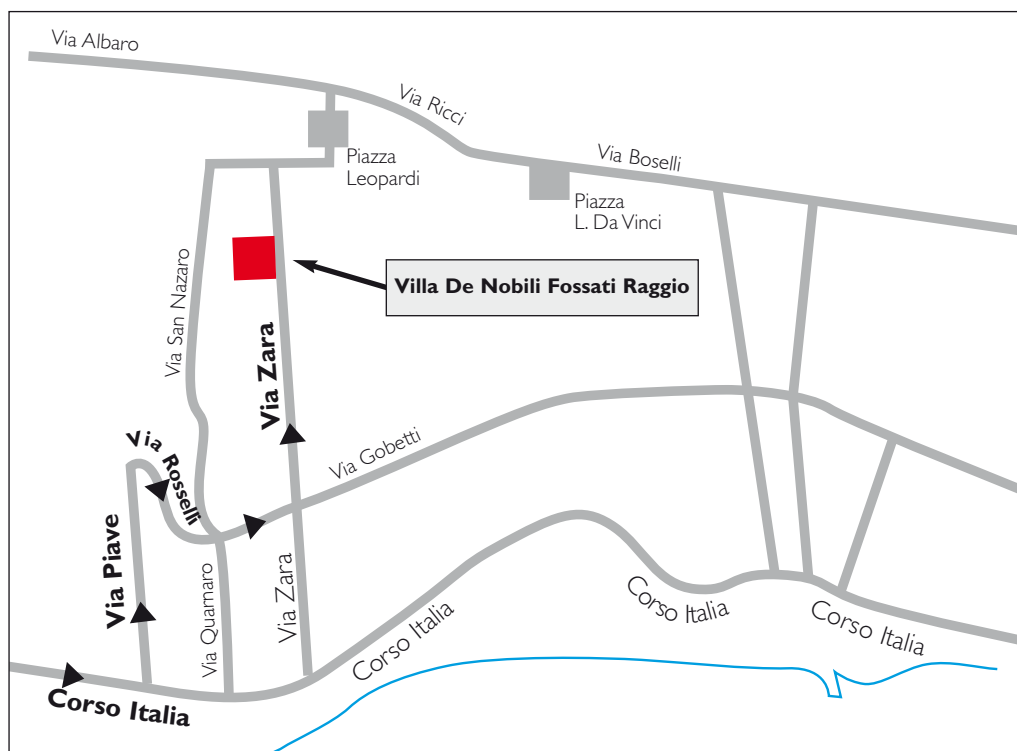 Via Albaro
Via Ricci
Via Boselli
Piazza
Leopardi
Piazza
L. Da Vinci
Via San Nazaro
Villa De Nobili Fossati Raggio
Via Zara
Via Rosselli
Via Gobetti
Via Piave
Via Quarnaro
Via Zara
Corso Italia
Corso Italia
Corso Italia
Corso Italia